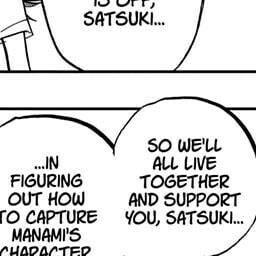 IS OFF,
SATSUKI...
SO WE'LL
ALL LIVE
TOGETHER
AND SUPPORT
YOU, SATSUKI...
...IN
FIGURING
OUT HOW
TO CAPTURE
MANAMI'S
CHARACTER